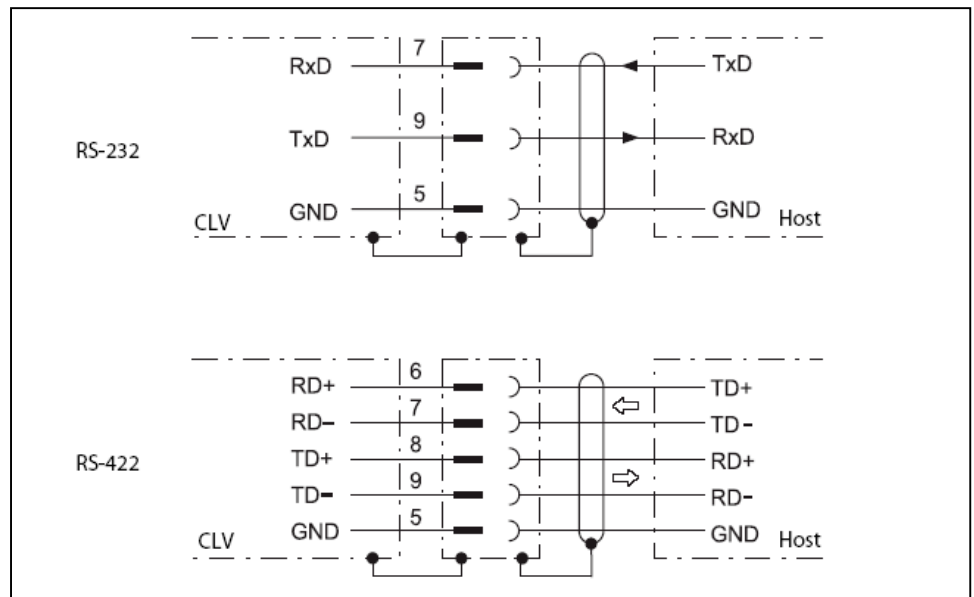 RxD 7 TxD
RS-232
TxD 9 RxD
GND 5 GND
CLV Host
RD+ 6 TD+
RD- 7 TD-
RS-422
TD+ 8 RD+
TD- 9 RD-
GND 5 GND
CLV Host